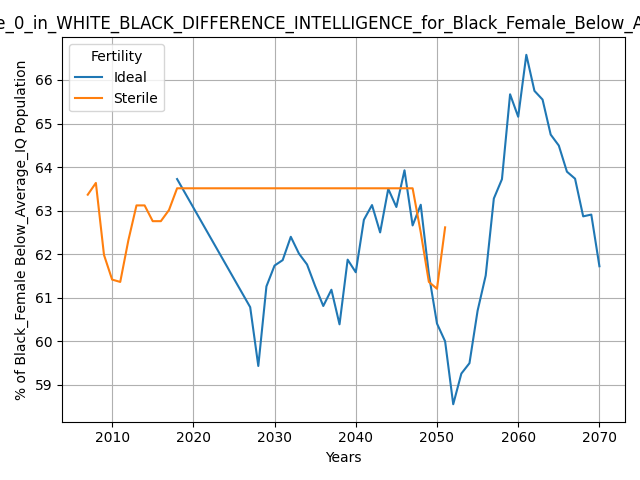 e_0_in_WHITE_BLACK_DIFFERENCE_INTELLIGENCE_for_Black_Female_Below_A
% of Black_Female Below_Average_IQ Population
Fertility
Ideal
Sterile
66
65
64
63
62
61
60
59
2010 2020 2030 2040 2050 2060 2070
Years